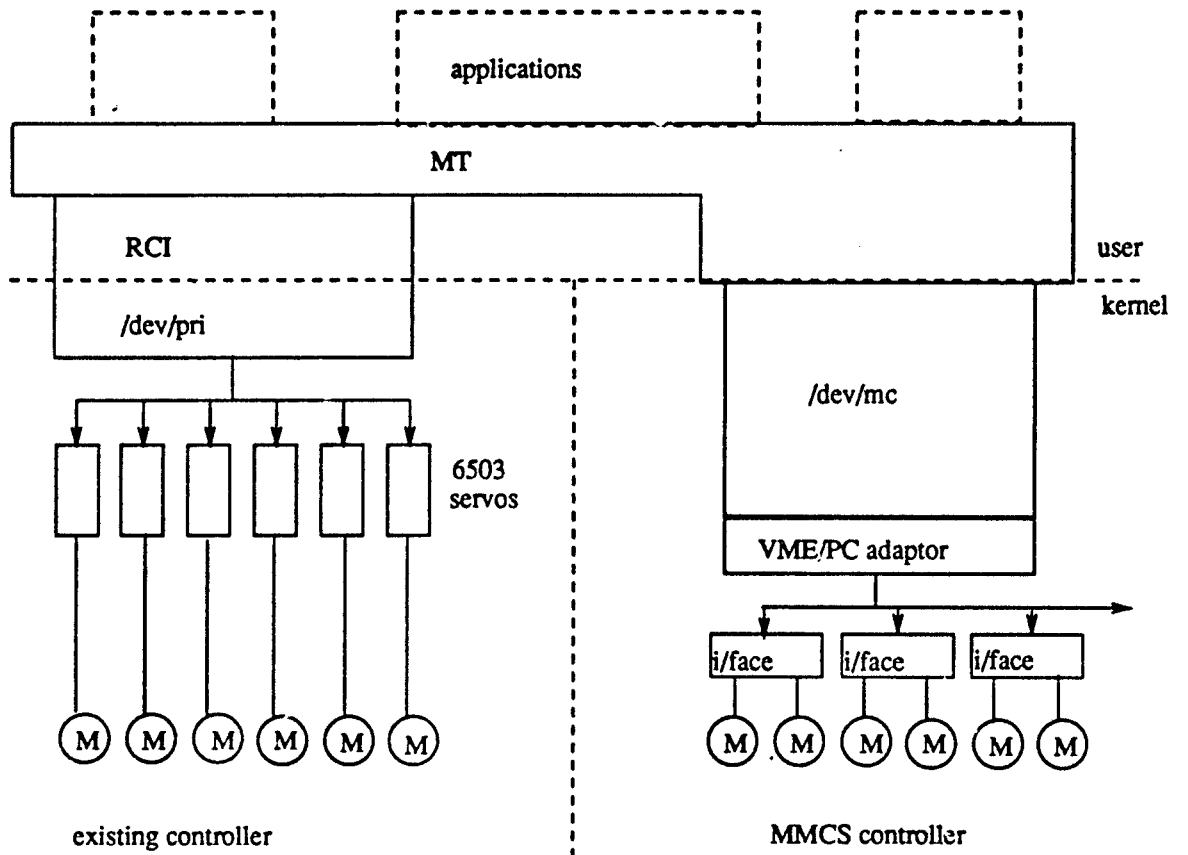 applications
MT
RCI
user
kernel
/dev/pri
/dev/mc
6503
servos
VME/PC adaptor
i/face i/face i/face
M M M M M M
M M M M M M
existing controller
MMCS controller